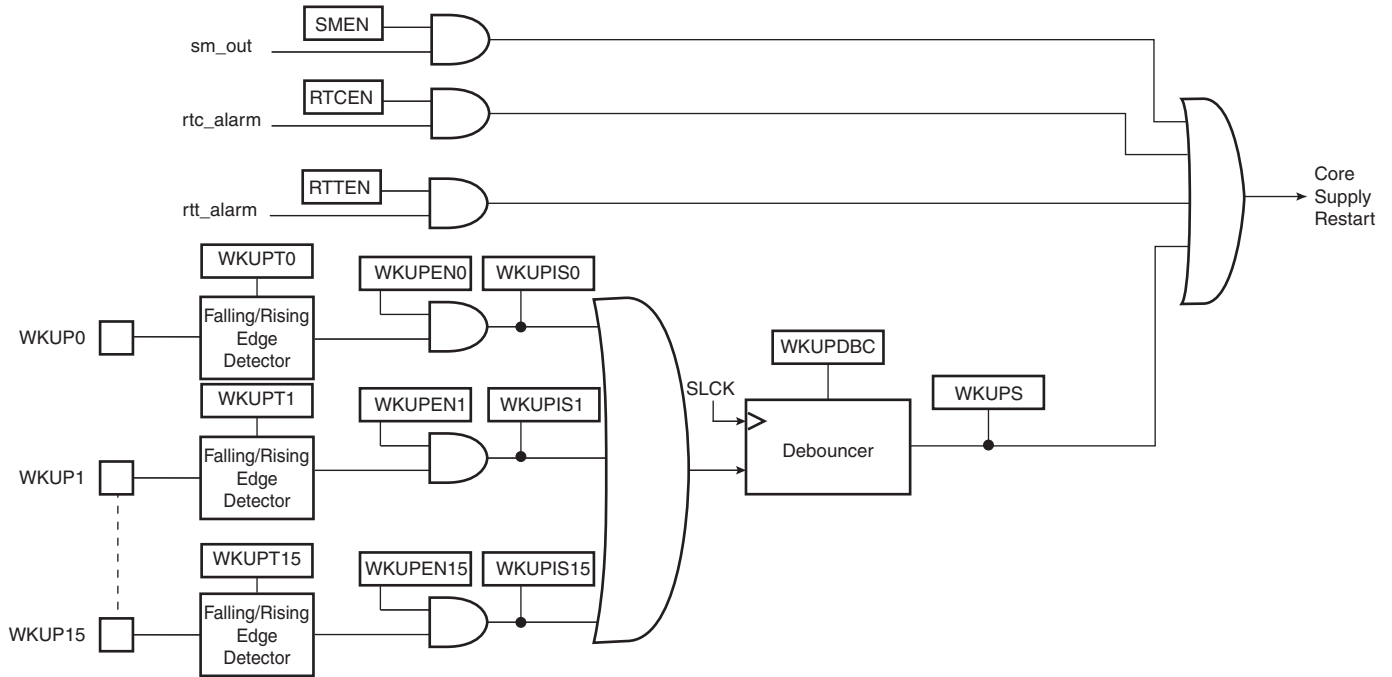 SMEN
sm_out
RTCEN
rtc_alarm
RTTEN
rtt_alarm
Core
Supply
Restart
WKUPT0
WKUPEN0
WKUPIS0
WKUP0
Falling/Rising
Edge
Detector
WKUPT1
WKUPEN1
WKUPIS1
WKUP1
Falling/Rising
Edge
Detector
SLCK
WKUPDBC
Debouncer
WKUPS
WKUPT15
WKUPEN15
WKUPIS15
WKUP15
Falling/Rising
Edge
Detector